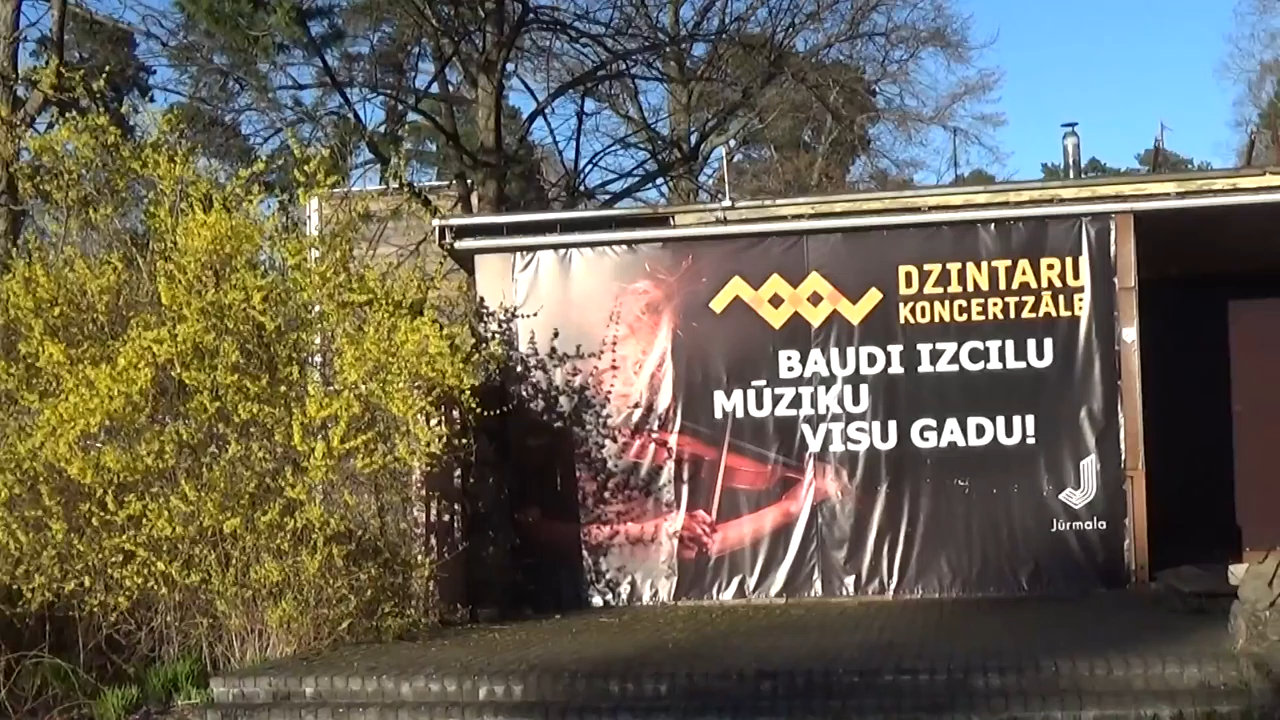 DZINTARU
KONCERTZĀLE
BAUDI IZCILU
MŪZIKU
VISU GADU!
Jūrmala